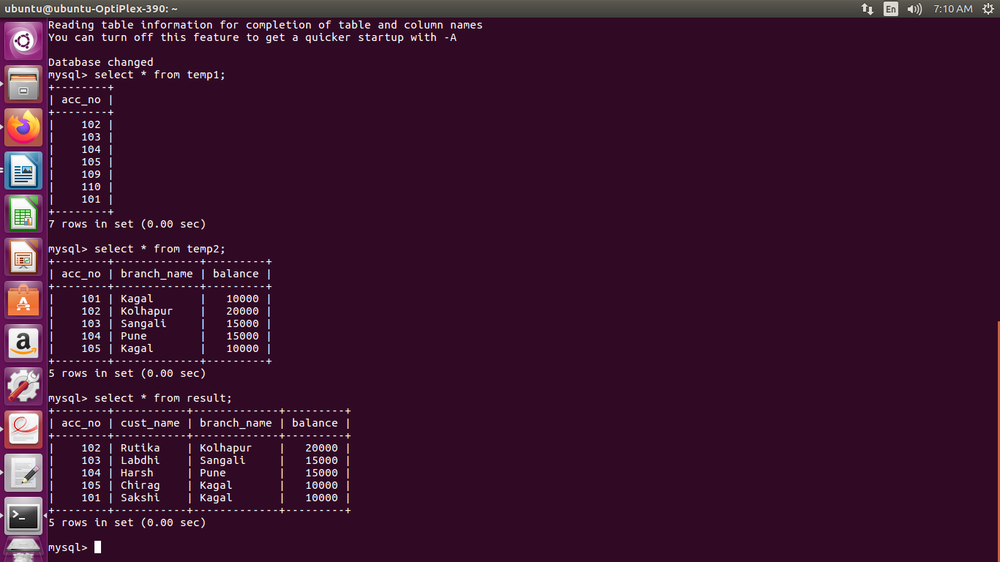 ubuntu@ubuntu-OptiPlex-390: ~
En
7:10 AM
Reading table information for completion of table and column names
You can turn off this feature to get a quicker startup with -A

Database changed
mysql> select * from temp1;
+--------+
| acc_no |
+--------+
|    102 |
|    103 |
|    104 |
|    105 |
|    109 |
|    110 |
|    101 |
+--------+
7 rows in set (0.00 sec)

mysql> select * from temp2;
+--------+-------------+---------+
| acc_no | branch_name | balance |
+--------+-------------+---------+
|    101 | Kagal       |   10000 |
|    102 | Kolhapur    |   20000 |
|    103 | Sangali     |   15000 |
|    104 | Pune        |   15000 |
|    105 | Kagal       |   10000 |
+--------+-------------+---------+
5 rows in set (0.00 sec)

mysql> select * from result;
+--------+-----------+-------------+---------+
| acc_no | cust_name | branch_name | balance |
+--------+-----------+-------------+---------+
|    102 | Rutika    | Kolhapur    |   20000 |
|    103 | Labdhi    | Sangali     |   15000 |
|    104 | Harsh     | Pune        |   15000 |
|    105 | Chirag    | Kagal       |   10000 |
|    101 | Sakshi    | Kagal       |   10000 |
+--------+-----------+-------------+---------+
5 rows in set (0.00 sec)

mysql>